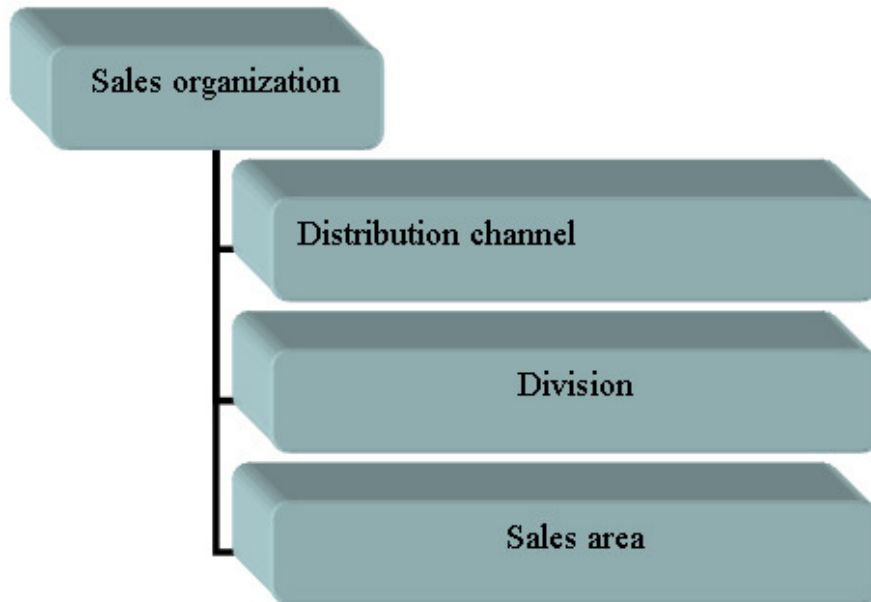 Sales organization
Distribution channel
Division
Sales area